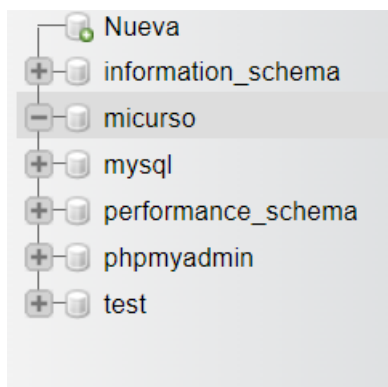 Nueva
information_schema
micurso
mysql
performance_schema
phpmyadmin
test